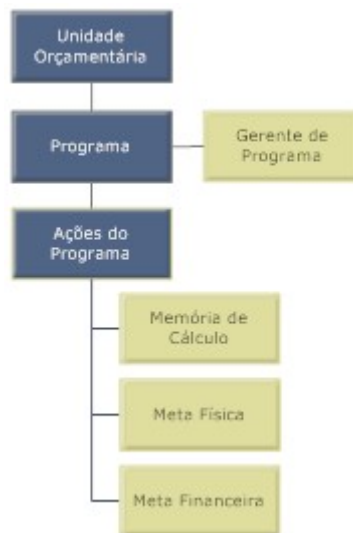 Unidade
Orçamentária
Programa
Gerente de
Programa
Ações do
Programa
Memória de
Cálculo
Meta Física
Meta Financeira